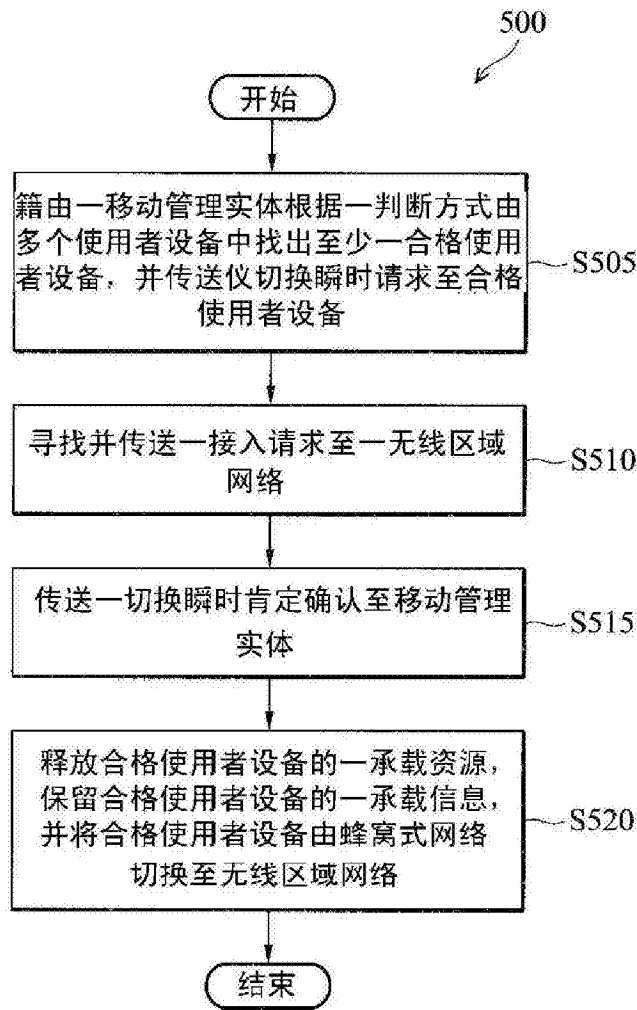 500
开始
籍由一移动管理实体根据一判断方式由
多个使用者设备中找出至少一合格使用
者设备，并传送仪切换瞬时请求至合格
使用者设备
S505
寻找并传送一接入请求至一无线区域
网络
S510
传送一切换瞬时肯定确认至移动管理
实体
S515
释放合格使用者设备的一承载资源，
保留合格使用者设备的一承载信息，
并将合格使用者设备由蜂窝式网络
切换至无线区域网络
S520
结束